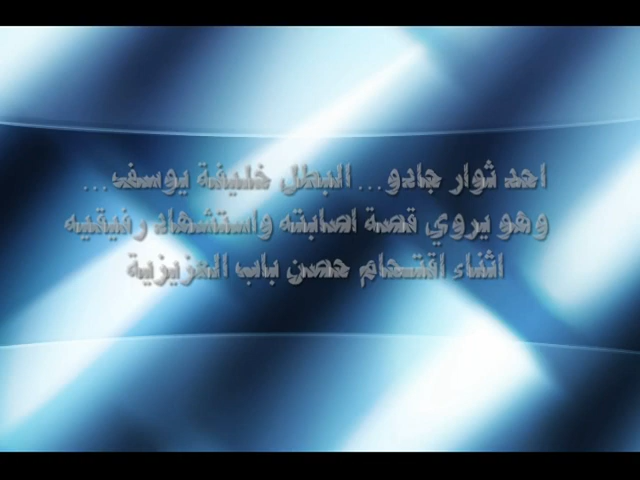 احد ثوار جادو... البطل خليفة يوسف...
وهو يروي قصة اصابته واستشهاد رفيقيه
اثناء اقتحام حصن باب العزيزية